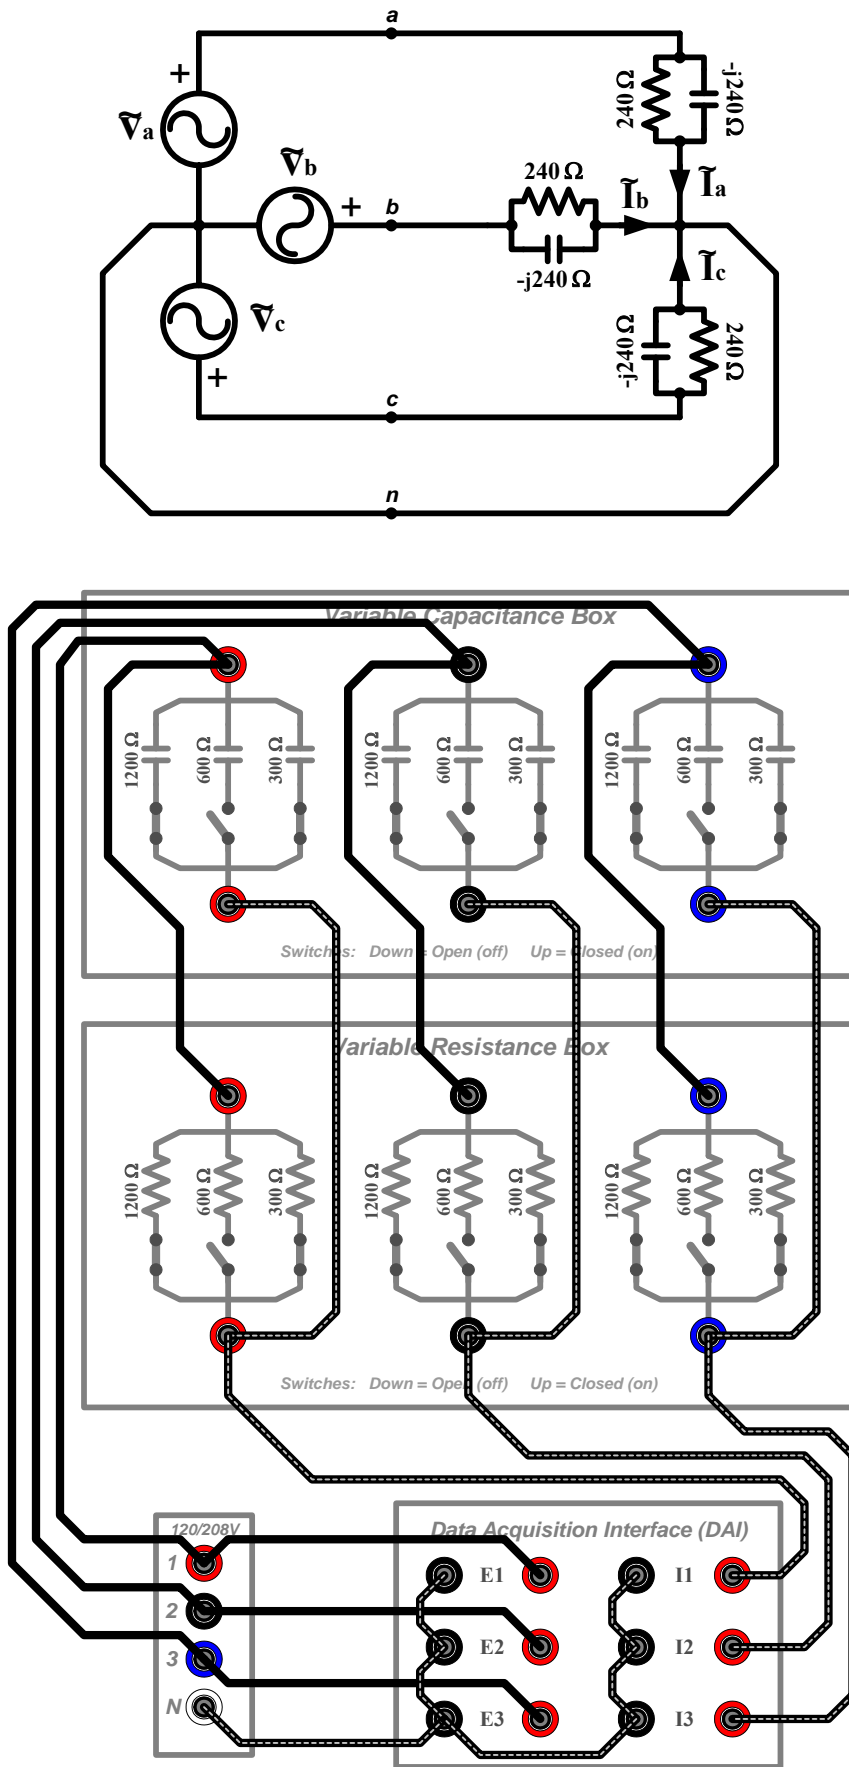 a
+
240 Ω
-j240 Ω
Ṽa
Ṽb
+
b
240 Ω
-j240 Ω
Ĩb
Ĩa
Ĩc
Ṽc
+
-j240 Ω
240 Ω
c
n
Variable Capacitance Box
1200 Ω 600 Ω 300 Ω 1200 Ω 600 Ω 300 Ω 1200 Ω 600 Ω 300 Ω
Switches: Down = Open (off) Up = Closed (on)
Variable Resistance Box
1200 Ω 600 Ω 300 Ω 1200 Ω 600 Ω 300 Ω 1200 Ω 600 Ω 300 Ω
Switches: Down = Open (off) Up = Closed (on)
120/208V
1
2
3
N
Data Acquisition Interface (DAI)
E1 I1
E2 I2
E3 I3